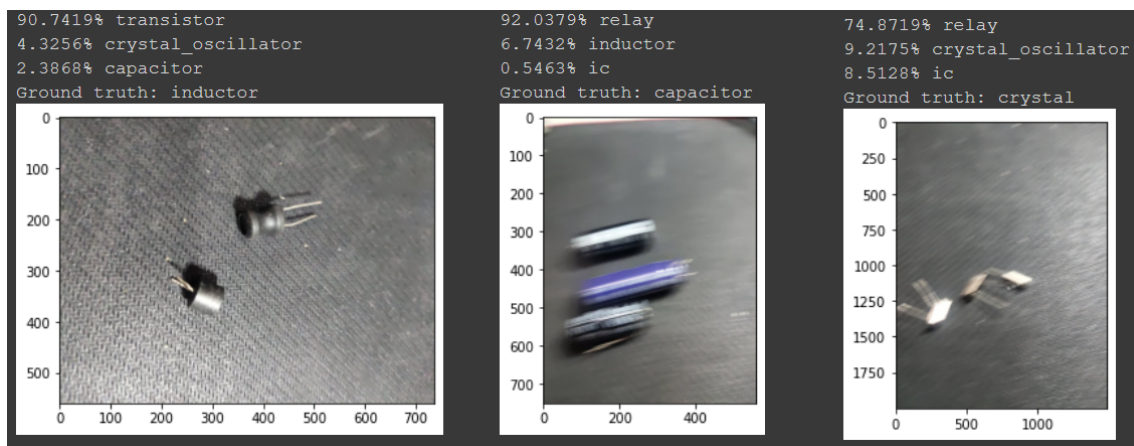 90.7419% transistor
4.3256% crystal_oscillator
2.3868% capacitor
Ground truth: inductor
0
100
200
300
400
500
0 100 200 300 400 500 600 700
92.0379% relay
6.7432% inductor
0.5463% ic
Ground truth: capacitor
0
100
200
300
400
500
600
700
0 200 400
74.8719% relay
9.2175% crystal_oscillator
8.5128% ic
Ground truth: crystal
0
250
500
750
1000
1250
1500
1750
0 500 1000